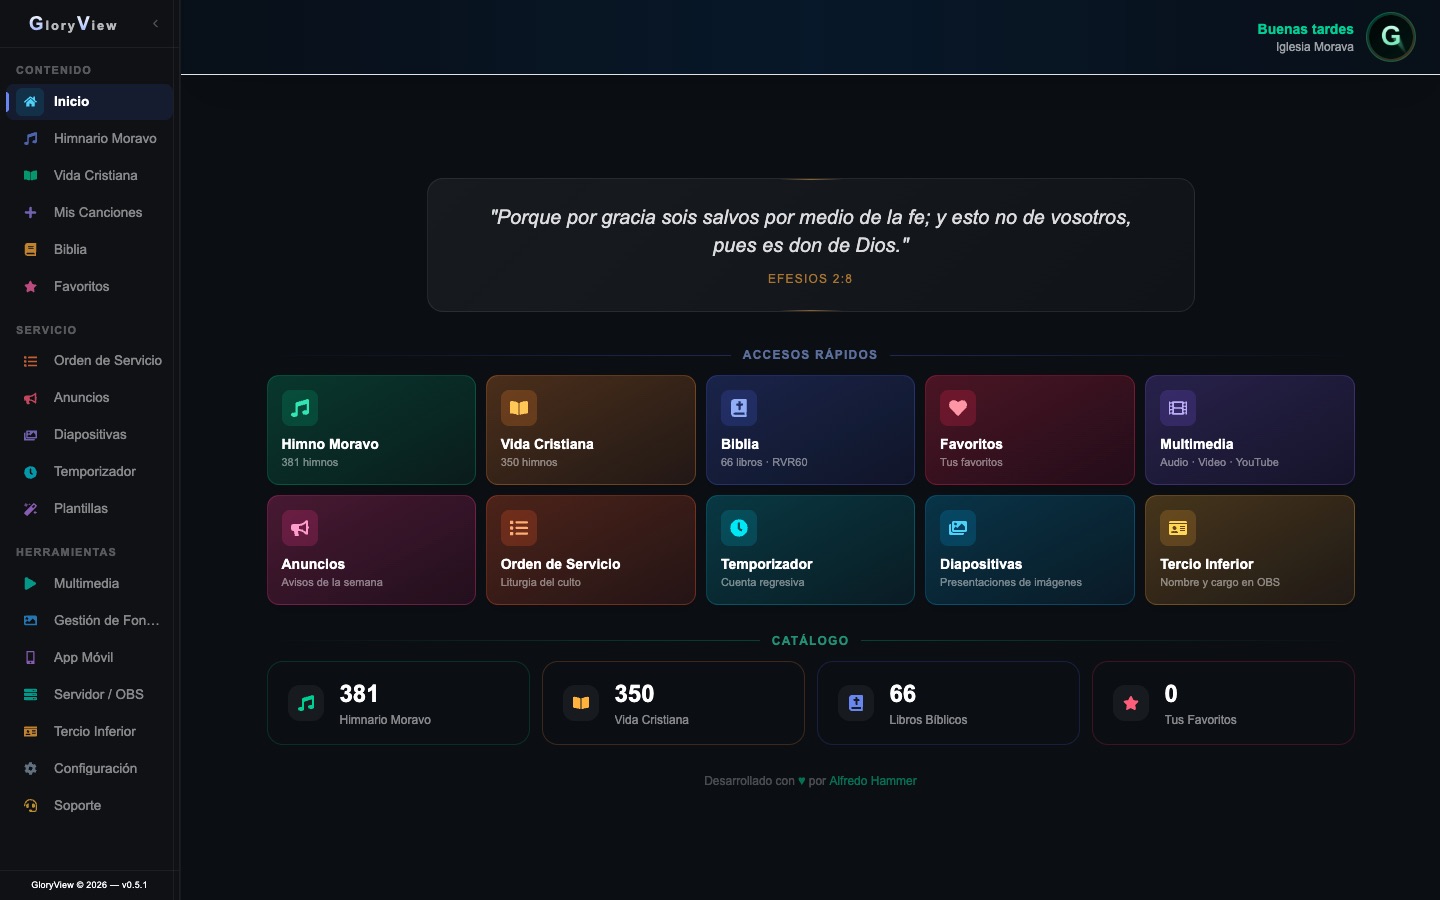 GloryView
CONTENIDO
Inicio
Himnario Moravo
Vida Cristiana
Mis Canciones
Biblia
Favoritos
SERVICIO
Orden de Servicio
Anuncios
Diapositivas
Temporizador
Plantillas
HERRAMIENTAS
Multimedia
Gestión de Fon...
App Móvil
Servidor / OBS
Tercio Inferior
Configuración
Soporte
GloryView © 2026 — v0.5.1
Buenas tardes
Iglesia Morava
G
"Porque por gracia sois salvos por medio de la fe; y esto no de vosotros,
pues es don de Dios."
EFESIOS 2:8
ACCESOS RÁPIDOS
Himno Moravo
381 himnos
Vida Cristiana
350 himnos
Biblia
66 libros · RVR60
Favoritos
Tus favoritos
Multimedia
Audio · Video · YouTube
Anuncios
Avisos de la semana
Orden de Servicio
Liturgia del culto
Temporizador
Cuenta regresiva
Diapositivas
Presentaciones de imágenes
Tercio Inferior
Nombre y cargo en OBS
CATÁLOGO
381
Himnario Moravo
350
Vida Cristiana
66
Libros Bíblicos
0
Tus Favoritos
Desarrollado con ♥ por Alfredo Hammer